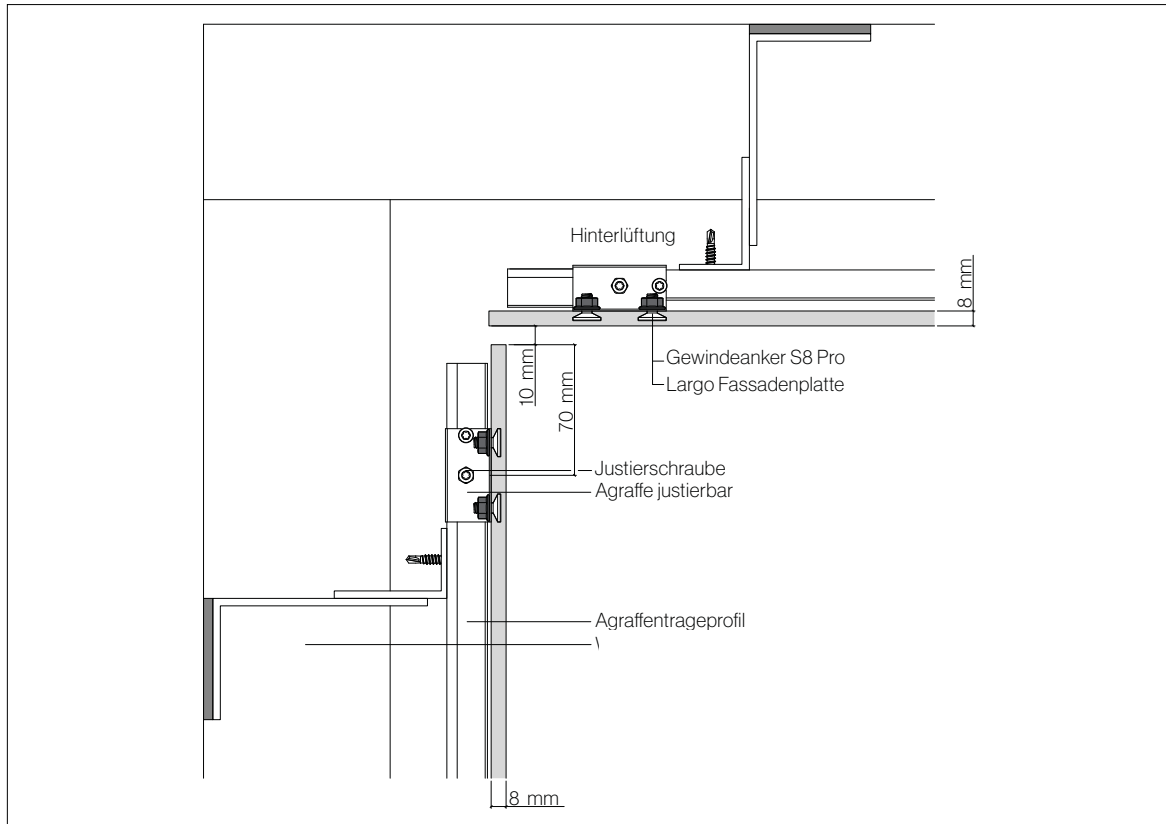 Hinterlüftung
8 mm
Gewindeanker S8 Pro
Largo Fassadenplatte
10 mm
70 mm
Justierschraube
Agraffe justierbar
Agraffentrageprofil
8 mm